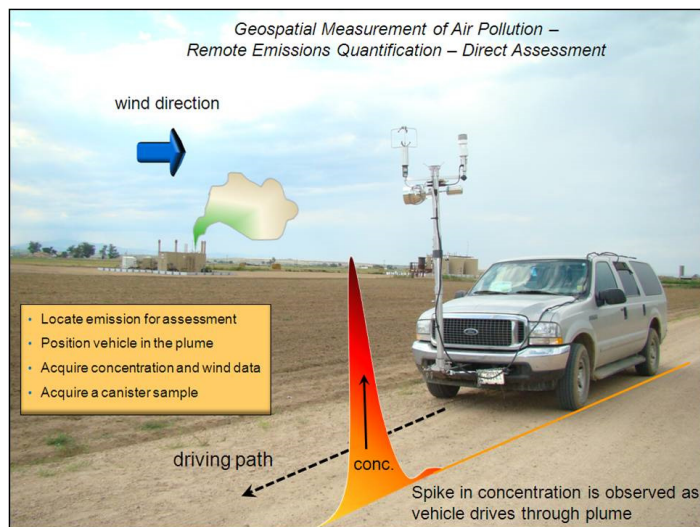 Geospatial Measurement of Air Pollution –
Remote Emissions Quantification – Direct Assessment
wind direction
• Locate emission for assessment
• Position vehicle in the plume
• Acquire concentration and wind data
• Acquire a canister sample
driving path
conc.
Spike in concentration is observed as
vehicle drives through plume